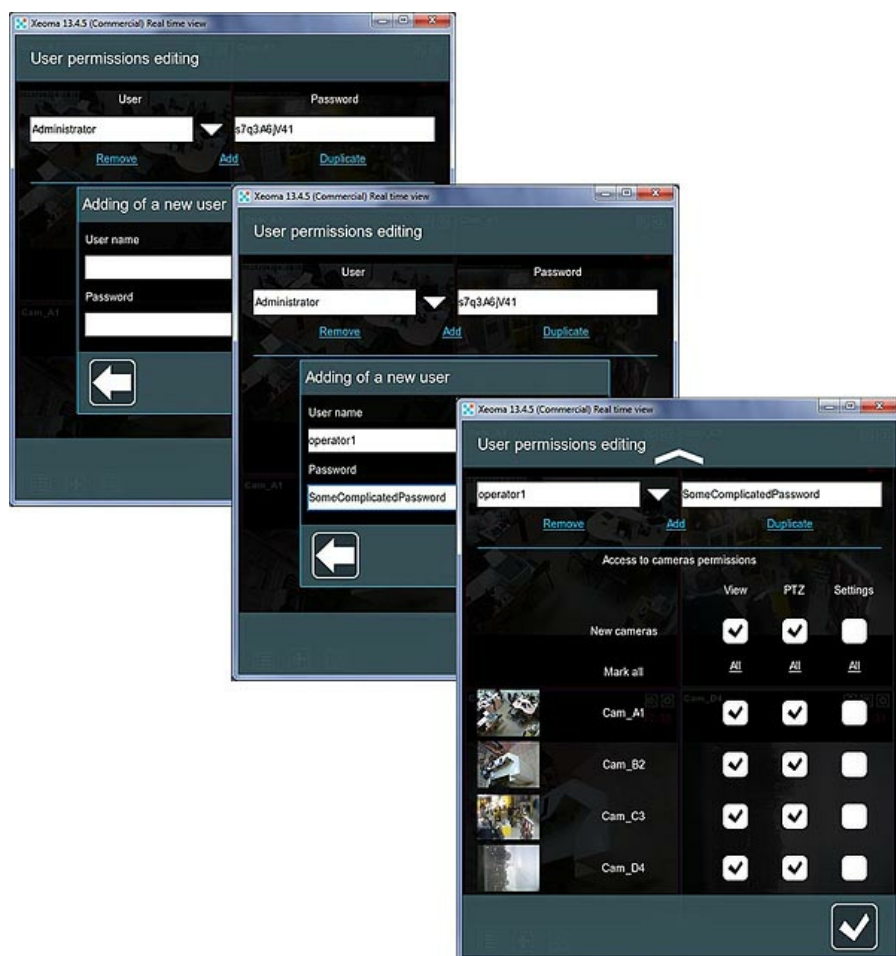 Xeoma 13.4.5 (Commercial) Real time view
User permissions editing
User Password
Administrator s7q3A6jV41
Remove Add Duplicate
Adding of a new user
User name
Password
Cam_A1
Xeoma 13.4.5 (Commercial) Real time view
User permissions editing
User Password
Administrator s7q3A6jV41
Remove Add Duplicate
Adding of a new user
User name
operator1
Password
SomeComplicatedPassword
Cam_A1
Xeoma 13.4.5 (Commercial) Real time view
User permissions editing
operator1 SomeComplicatedPassword
Remove Add Duplicate
Access to cameras permissions
View PTZ Settings
New cameras
Mark all All All All
Cam_D4
Cam_A1
Cam_B2
Cam_C3
Cam_D4